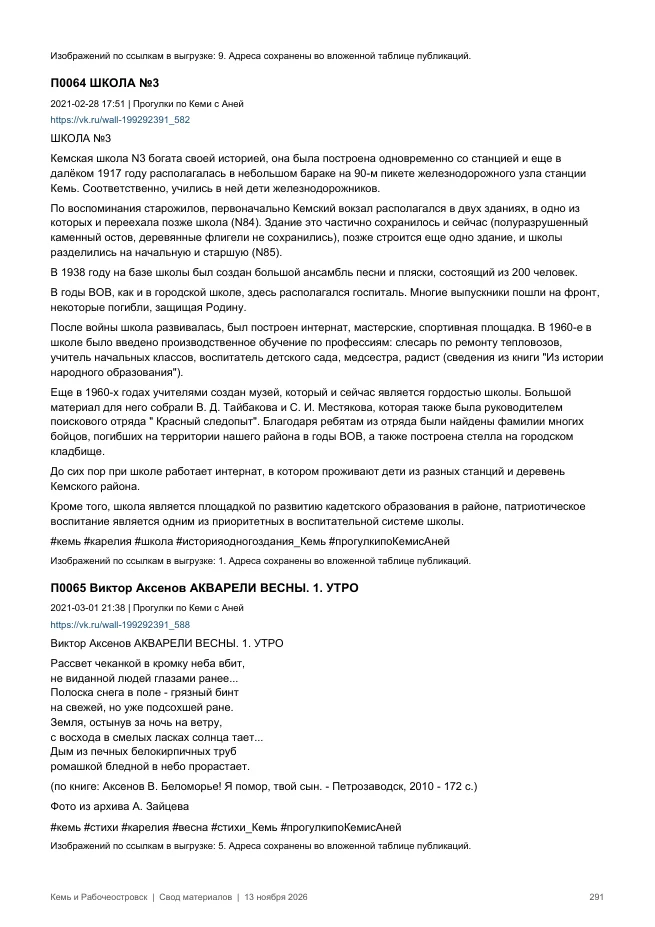 Изображений по ссылкам в выгрузке: 9. Адреса сохранены во вложенной таблице публикаций.
П0064 ШКОЛА №3
2021-02-28 17:51 | Прогулки по Кеми с Аней
https://vk.ru/wall-199292391_582
ШКОЛА №3
Кемская школа N3 богата своей историей, она была построена одновременно со станцией и еще в
далёком 1917 году располагалась в небольшом бараке на 90-м пикете железнодорожного узла станции
Кемь. Соответственно, учились в ней дети железнодорожников.
По воспоминания старожилов, первоначально Кемский вокзал располагался в двух зданиях, в одно из
которых и переехала позже школа (N84). Здание это частично сохранилось и сейчас (полуразрушенный
каменный остов, деревянные флигели не сохранились), позже строится еще одно здание, и школы
разделились на начальную и старшую (N85).
В 1938 году на базе школы был создан большой ансамбль песни и пляски, состоящий из 200 человек.
В годы ВОВ, как и в городской школе, здесь располагался госпиталь. Многие выпускники пошли на фронт,
некоторые погибли, защищая Родину.
После войны школа развивалась, был построен интернат, мастерские, спортивная площадка. В 1960-е в
школе было введено производственное обучение по профессиям: слесарь по ремонту тепловозов,
учитель начальных классов, воспитатель детского сада, медсестра, радист (сведения из книги "Из истории
народного образования").
Еще в 1960-х годах учителями создан музей, который и сейчас является гордостью школы. Большой
материал для него собрали В. Д. Тайбакова и С. И. Местякова, которая также была руководителем
поискового отряда " Красный следопыт". Благодаря ребятам из отряда были найдены фамилии многих
бойцов, погибших на территории нашего района в годы ВОВ, а также построена стелла на городском
кладбище.
До сих пор при школе работает интернат, в котором проживают дети из разных станций и деревень
Кемского района.
Кроме того, школа является площадкой по развитию кадетского образования в районе, патриотическое
воспитание является одним из приоритетных в воспитательной системе школы.
#кемь #карелия #школа #историяодногоздания_Кемь #прогулкипоКемисАней
Изображений по ссылкам в выгрузке: 1. Адреса сохранены во вложенной таблице публикаций.
П0065 Виктор Аксенов АКВАРЕЛИ ВЕСНЫ. 1. УТРО
2021-03-01 21:38 | Прогулки по Кеми с Аней
https://vk.ru/wall-199292391_588
Виктор Аксенов АКВАРЕЛИ ВЕСНЫ. 1. УТРО
Рассвет чеканкой в кромку неба вбит,
не виданной людей глазами ранее...
Полоска снега в поле - грязный бинт
на свежей, но уже подсохшей ране.
Земля, остынув за ночь на ветру,
с восхода в смелых ласках солнца тает...
Дым из печных белокирпичных труб
ромашкой бледной в небо прорастает.
(по книге: Аксенов В. Беломорье! Я помор, твой сын. - Петрозаводск, 2010 - 172 с.)
Фото из архива А. Зайцева
#кемь #стихи #карелия #весна #стихи_Кемь #прогулкипоКемисАней
Изображений по ссылкам в выгрузке: 5. Адреса сохранены во вложенной таблице публикаций.
Кемь и Рабочеостровск | Свод материалов | 13 ноября 2026
291